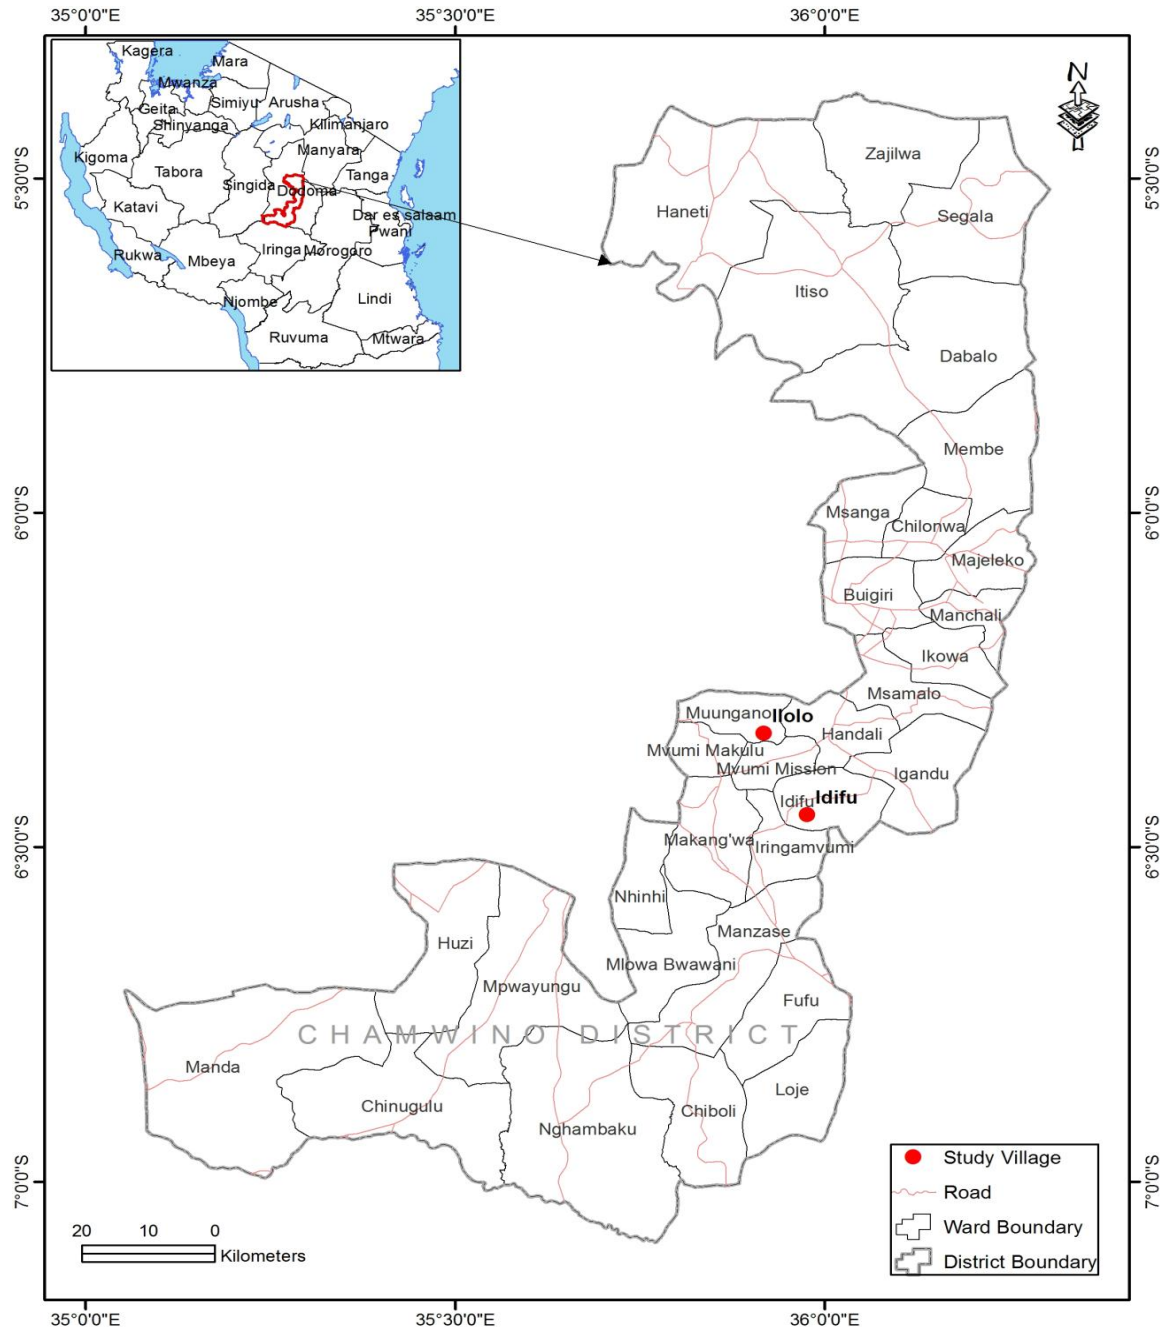 35°0'0"E 35°30'0"E 36°0'0"E
Kagera
Mara
Mwanza
Geita
Simiyu
Arusha
Shinyanga
Kilimanjaro
Kigoma
Manyara
Tabora
Tanga
Singida
Dodoma
Katavi
Dar es salaam
Pwani
Rukwa
Mbeya
Iringa
Morogoro
Njombe
Lindi
Ruvuma
Mtwara
N
5°30'0"S 5°30'0"S
Zajilwa
Haneti
Segala
Itiso
Dabalo
Membe
6°0'0"S 6°0'0"S
Msanga
Chilonwa
Majeleko
Buigiri
Manchali
Ikowa
Msamalo
Muungano
Ilolo
Handali
Mvumi Makulu
Mvumi Mission
Igandu
Idifu
Idifu
6°30'0"S 6°30'0"S
Makang'wa
Iringamvumi
Nhinhi
Manzase
Huzi
Mlowa Bwawani
Mpwayungu
Fufu
CHAMWINO DISTRICT
Manda
Loje
Chinugulu
Chiboli
Nghambaku
7°0'0"S 7°0'0"S
Study Village
Road
Ward Boundary
District Boundary
20 10 0
Kilometers
35°0'0"E 35°30'0"E 36°0'0"E